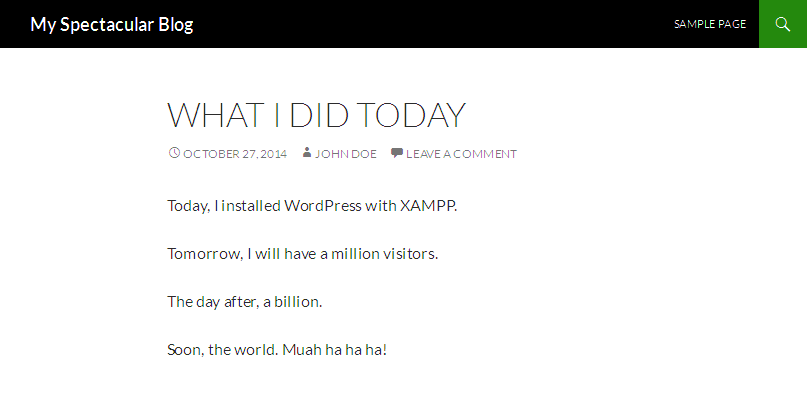 My Spectacular Blog
SAMPLE PAGE
WHAT I DID TODAY
OCTOBER 27, 2014 JOHN DOE LEAVE A COMMENT
Today, I installed WordPress with XAMPP.
Tomorrow, I will have a million visitors.
The day after, a billion.
Soon, the world. Muah ha ha ha!